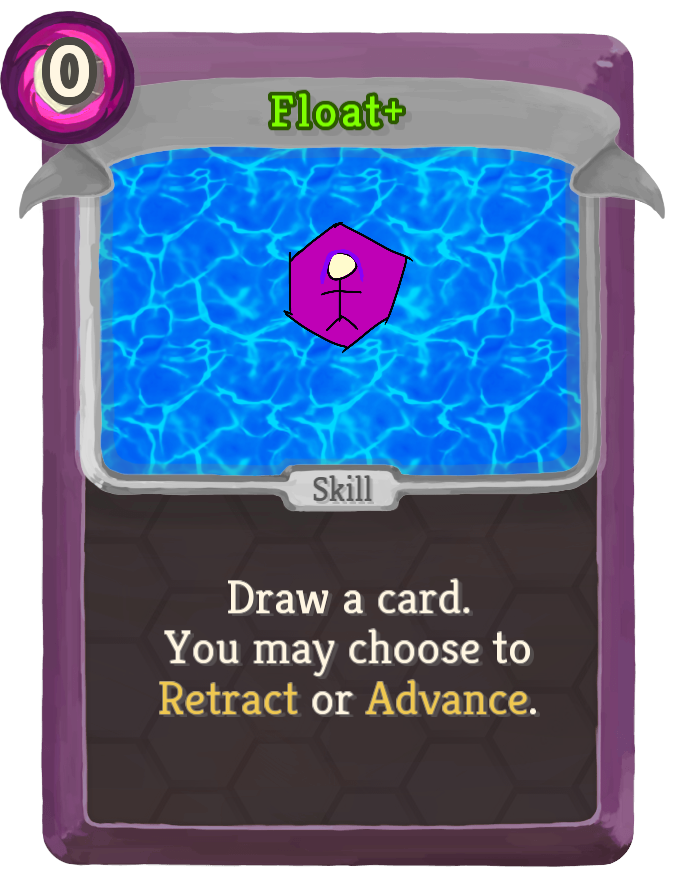 0
Float+
Skill
Draw a card.
You may choose to
Retract or Advance.